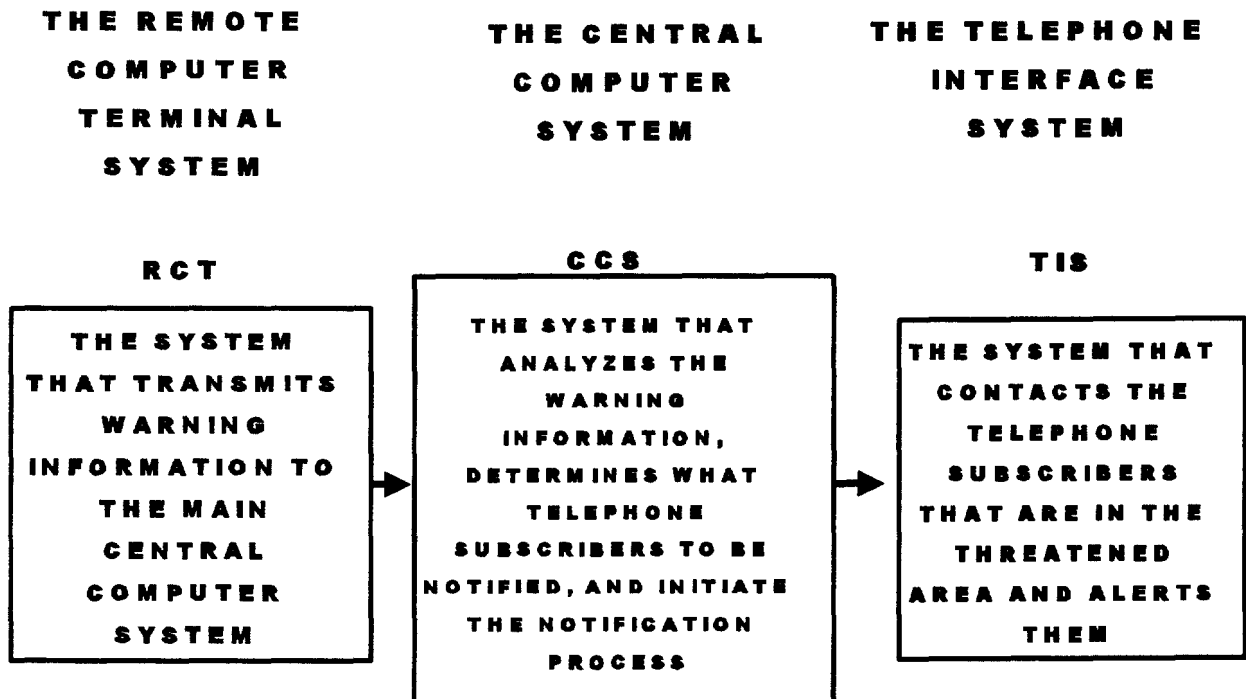 THE REMOTE
COMPUTER
TERMINAL
SYSTEM
THE CENTRAL
COMPUTER
SYSTEM
THE TELEPHONE
INTERFACE
SYSTEM
RCT
THE SYSTEM
THAT TRANSMITS
WARNING
INFORMATION TO
THE MAIN
CENTRAL
COMPUTER
SYSTEM
CCS
THE SYSTEM THAT
ANALYZES THE
WARNING
INFORMATION,
DETERMINES WHAT
TELEPHONE
SUBSCRIBERS TO BE
NOTIFIED, AND INITIATE
THE NOTIFICATION
PROCESS
TIS
THE SYSTEM THAT
CONTACTS THE
TELEPHONE
SUBSCRIBERS
THAT ARE IN THE
THREATENED
AREA AND ALERTS
THEM